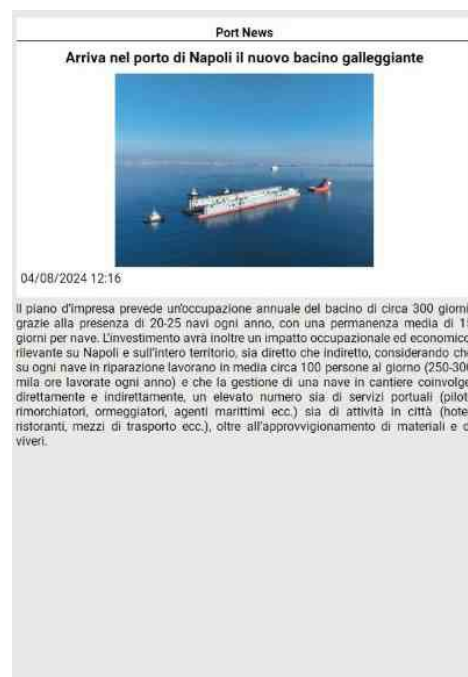 Port News
Arriva nel porto di Napoli il nuovo bacino galleggiante
04/08/2024 12:16
Il piano d'impresa prevede un'occupazione annuale del bacino di circa 300 giorni
grazie alla presenza di 20-25 navi ogni anno, con una permanenza media di
giorni per nave. L'investimento avrà inoltre un impatto occupazionale ed economico
rilevante su Napoli e sull'intero territorio, sia diretto che indiretto, considerando che
su ogni nave in riparazione lavorano in media circa 100 persone al giorno (250-300
mila ore lavorate ogni anno) e che la gestione di una nave in cantiere coinvolge
direttamente e indirettamente, un elevato numero sia di servizi portuali (piloti
rimorchiatori, ormeggiatori, agenti marittimi ecc.) sia di attività in città (hotel
ristoranti, mezzi di trasporto ecc.), oltre all'approvvigionamento di materiali e
viveri.